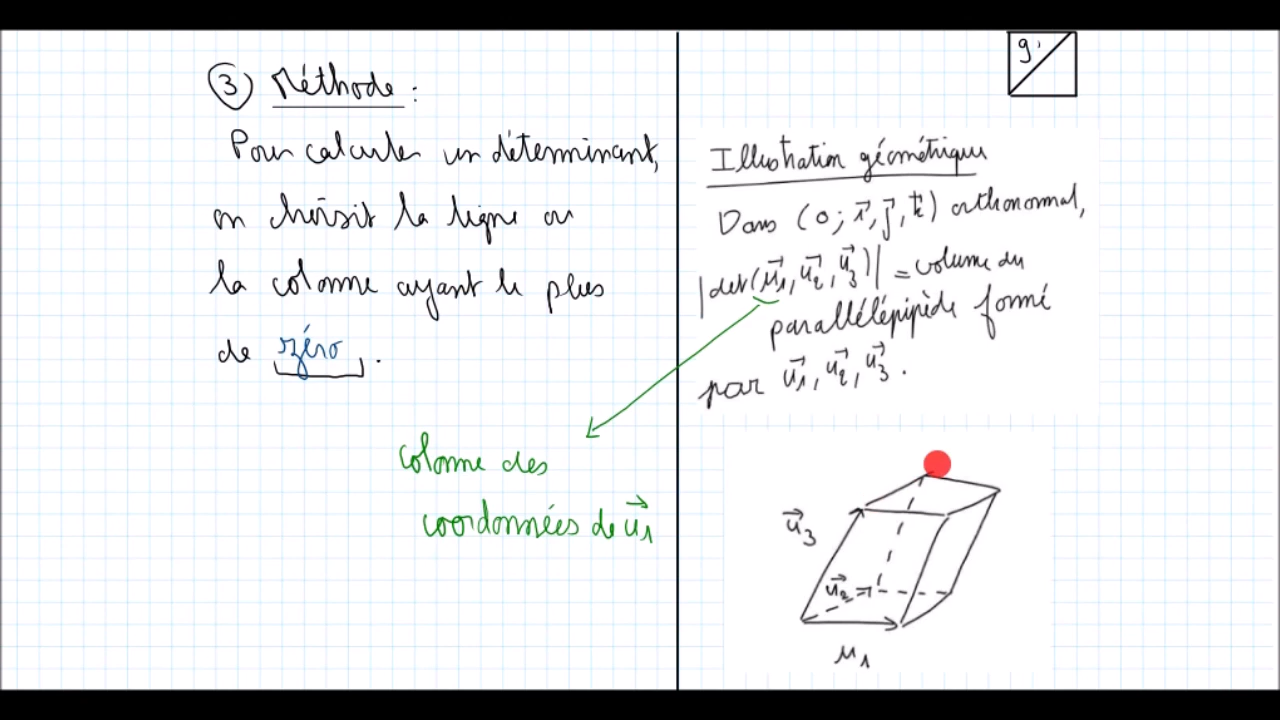 ③ Méthode :
Pour calculer un déterminant,
on choisit la ligne ou
la colonne ayant le plus
de zéro.
colonne des
coordonnées de u⃗₁
g'
Illustration géométrique
Dans (O; i⃗, j⃗, k⃗) orthonormal,
|det(u⃗₁, u⃗₂, u⃗₃)| = volume du
parallélépipède formé
par u⃗₁, u⃗₂, u⃗₃.
u⃗₃
u⃗₂
u₁